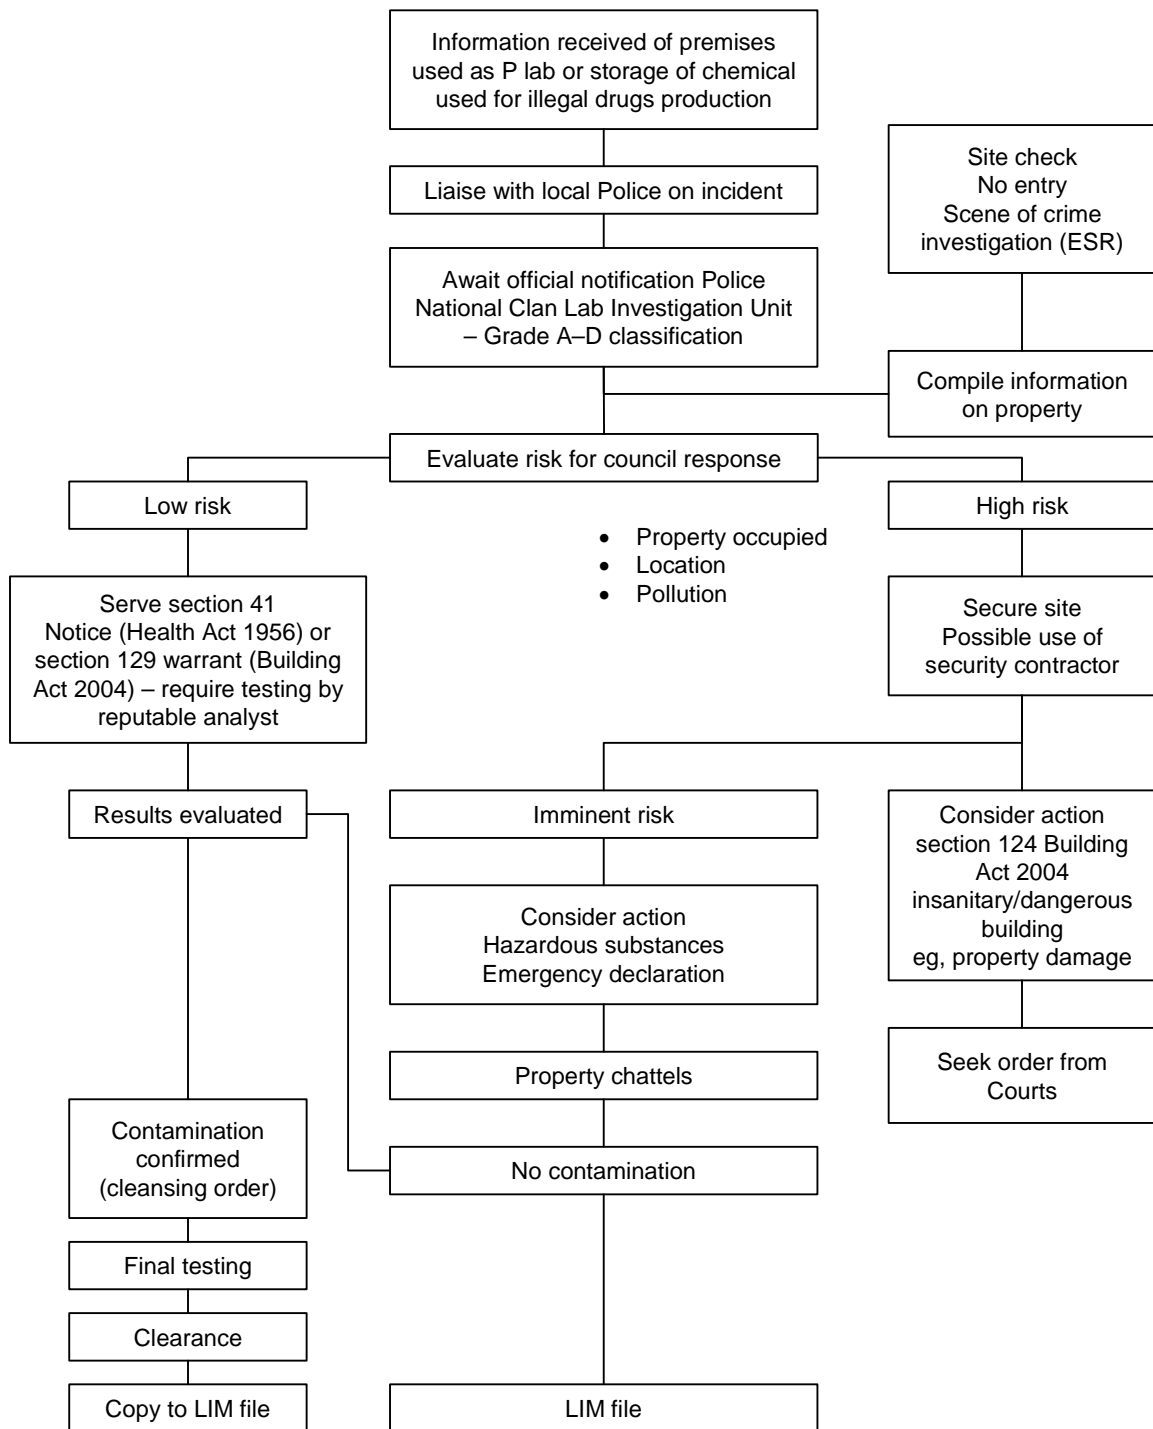 Information received of premises
used as P lab or storage of chemical
used for illegal drugs production
Site check
No entry
Scene of crime
investigation (ESR)
Liaise with local Police on incident
Await official notification Police
National Clan Lab Investigation Unit
– Grade A–D classification
Compile information
on property
Evaluate risk for council response
Low risk
High risk
• Property occupied
• Location
• Pollution
Serve section 41
Notice (Health Act 1956) or
section 129 warrant (Building
Act 2004) – require testing by
reputable analyst
Secure site
Possible use of
security contractor
Results evaluated
Imminent risk
Consider action
section 124 Building
Act 2004
insanitary/dangerous
building
eg, property damage
Consider action
Hazardous substances
Emergency declaration
Property chattels
Seek order from
Courts
Contamination
confirmed
(cleansing order)
No contamination
Final testing
Clearance
Copy to LIM file
LIM file